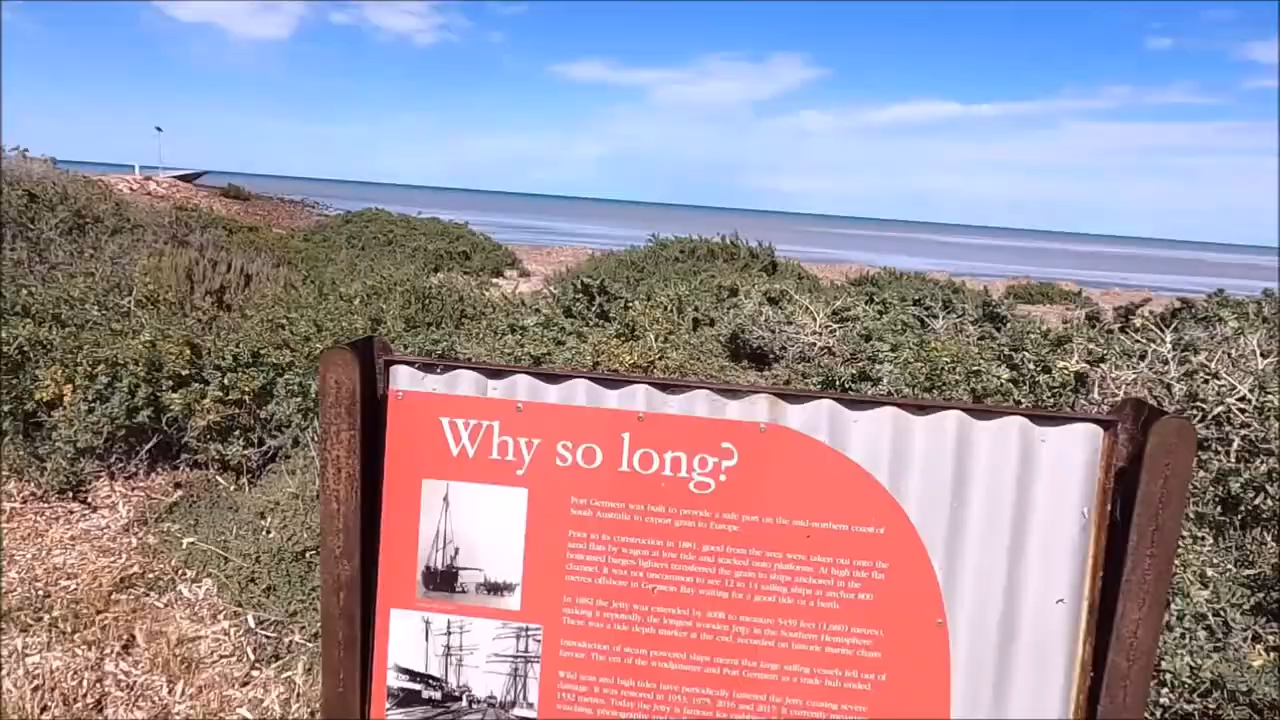 Why so long?
Port Germein was built to provide a safe port on the mid-northern coast of
South Australia to export grain to Europe.
Prior to its construction in 1881, good from the area were taken out onto the
sand flats by wagon at low tide and stacked onto platforms. At high tide flat
bottomed barges/lighters transferred the grain to ships anchored in the
channel. It was not uncommon to see 12 to 14 sailing ships at anchor 800
metres offshore in Germein Bay waiting for a good tide or a berth.
In 1883 the Jetty was extended by 400ft to measure 5459 feet (1,680 metres),
making it reputedly, the longest wooden Jetty in the Southern Hemisphere.
There was a tide depth marker at the end, recorded on historic marine charts
Introduction of steam powered ships meant that large sailing vessels fell out of
favour. The era of the windjammer and Port Germein as a trade hub ended.
Wild seas and high tides have periodically battered the Jetty causing severe
damage. It was restored in 1953, 1975, 2016 and 2017. It currently measures
1532 metres. Today the Jetty is famous for
photography and